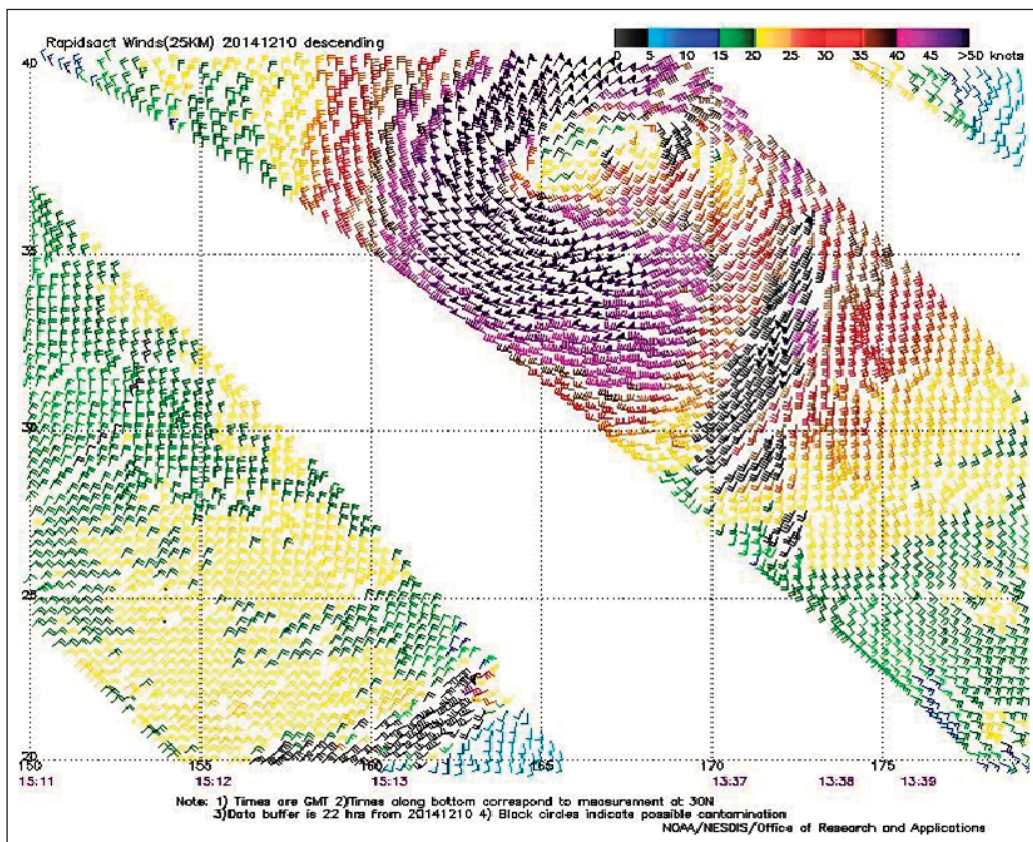 Rapidsact Winds(25KM) 20141210 descending
0 5 10 15 20 25 30 35 40 45 >50 knots
40
35
30
25
20
150 155 160 165 170 175
15:11 15:12 15:13 13:37 13:38 13:39
Note: 1) Times are GMT 2)Times along bottom correspond to measurement at 30N
3)Data buffer is 22 hrs from 20141210 4) Black circles indicate possible contamination
NOAA/NESDIS/Office of Research and Applications